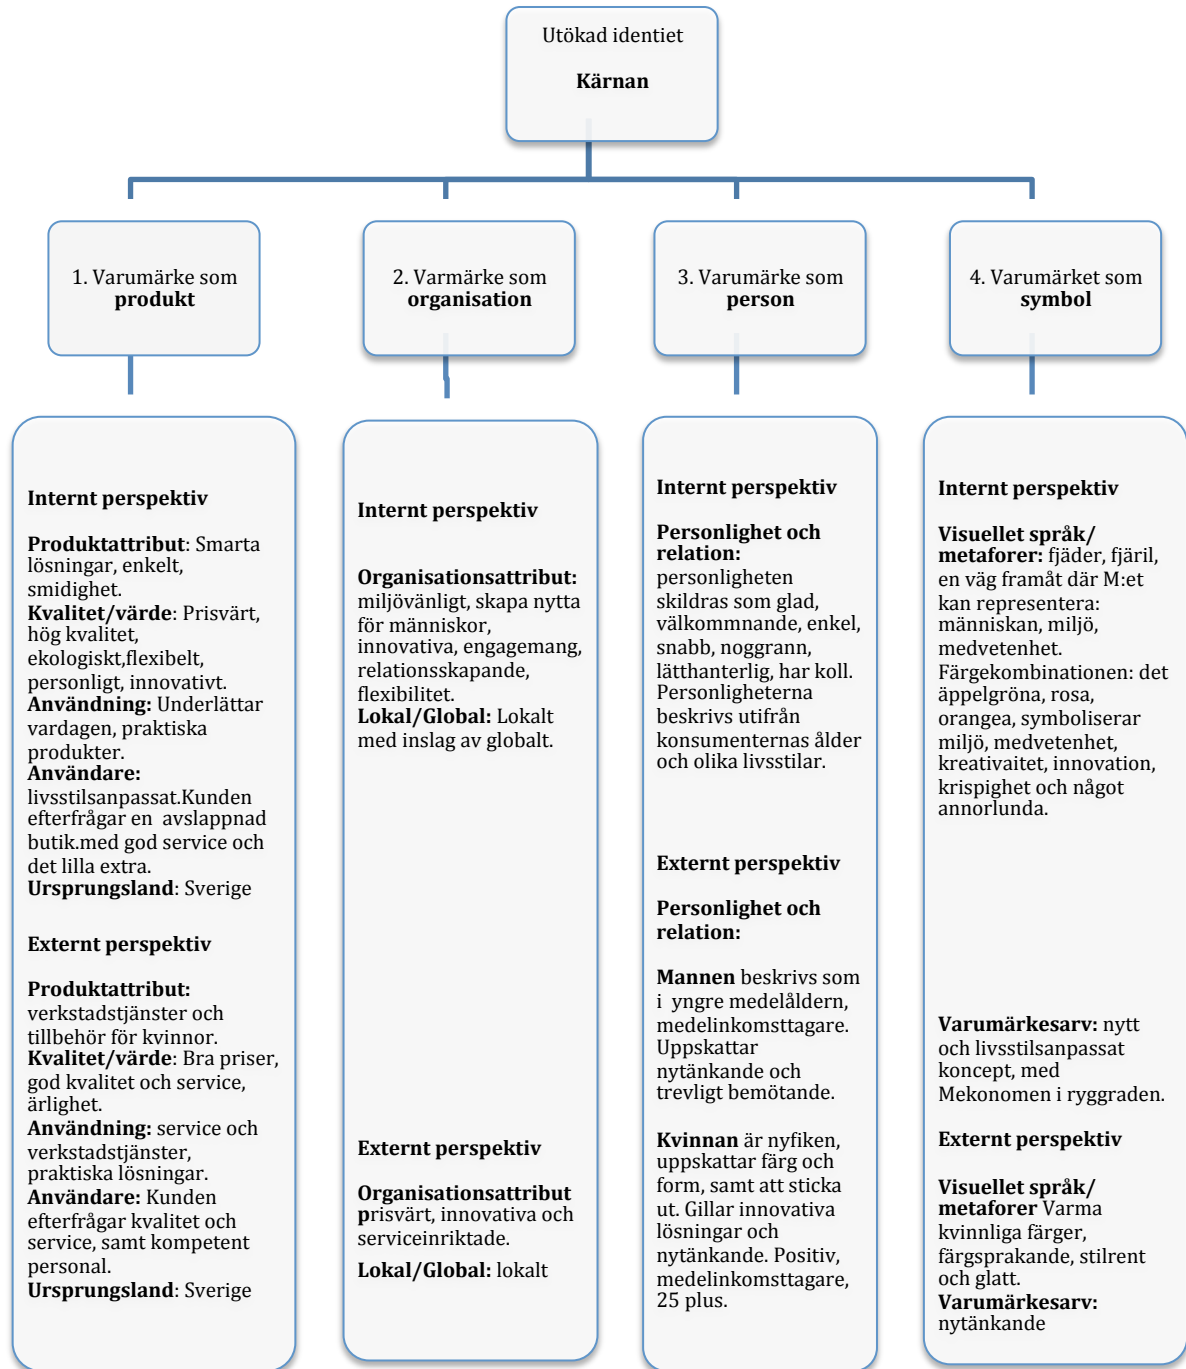 Utökad identiet
Kärnan
1. Varumärke som
produkt
2. Varmärke som
organisation
3. Varumärke som
person
4. Varumärket som
symbol
Internt perspektiv
Produktattribut: Smarta
lösningar, enkelt,
smidighet.
Kvalitet/värde: Prisvärt,
hög kvalitet,
ekologiskt,flexibelt,
personligt, innovativt.
Användning: Underlättar
vardagen, praktiska
produkter.
Användare:
livsstilsanpassat.Kunden
efterfrågar en avslappnad
butik.med god service och
det lilla extra.
Ursprungsland: Sverige
Externt perspektiv
Produktattribut:
verkstadstjänster och
tillbehör för kvinnor.
Kvalitet/värde: Bra priser,
god kvalitet och service,
ärlighet.
Användning: service och
verkstadstjänster,
praktiska lösningar.
Användare: Kunden
efterfrågar kvalitet och
service, samt kompetent
personal.
Ursprungsland: Sverige
Internt perspektiv
Organisationsattribut:
miljövänligt, skapa nytta
för människor,
innovativa, engagemang,
relationsskapande,
flexibilitet.
Lokal/Global: Lokalt
med inslag av globalt.
Externt perspektiv
Organisationsattribut
prisvärt, innovativa och
serviceinriktade.
Lokal/Global: lokalt
Internt perspektiv
Personlighet och
relation:
personligheten
skildras som glad,
välkommnande, enkel,
snabb, noggrann,
lätthanterlig, har koll.
Personligheterna
beskrivs utifrån
konsumenternas ålder
och olika livsstilar.
Externt perspektiv
Personlighet och
relation:
Mannen beskrivs som
i yngre medelåldern,
medelinkomsttagare.
Uppskattar
nytänkande och
trevligt bemötande.
Kvinnan är nyfiken,
uppskattar färg och
form, samt att sticka
ut. Gillar innovativa
lösningar och
nytänkande. Positiv,
medelinkomsttagare,
25 plus.
Internt perspektiv
Visuellet språk/
metaforer: fjäder, fjäril,
en väg framåt där M:et
kan representera:
människan, miljö,
medvetenhet.
Färgekombinationen: det
äppelgröna, rosa,
orangea, symboliserar
miljö, medvetenhet,
kreativaitet, innovation,
krispighet och något
annorlunda.
Varumärkesarv: nytt
och livsstilsanpassat
koncept, med
Mekonomen i ryggraden.
Externt perspektiv
Visuellet språk/
metaforer Varma
kvinnliga färger,
färgsprakande, stilrent
och glatt.
Varumärkesarv:
nytänkande